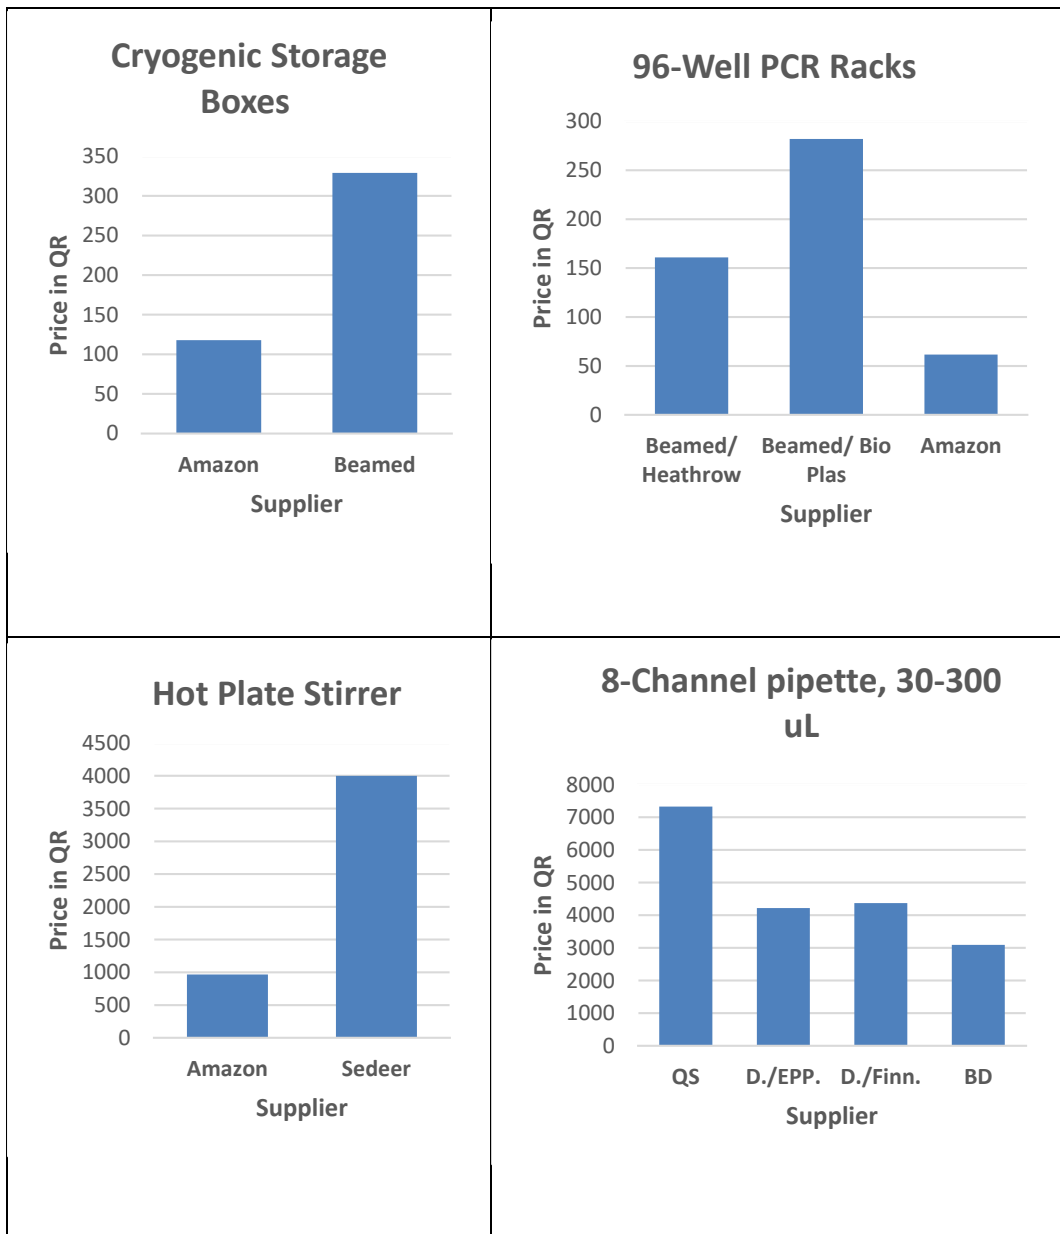 Cryogenic Storage
Boxes
350
300
250
200
150
100
50
0
Price in QR
Amazon
Beamed
Supplier
96-Well PCR Racks
300
250
200
150
100
50
0
Price in QR
Beamed/
Heathrow
Beamed/ Bio
Plas
Amazon
Supplier
Hot Plate Stirrer
4500
4000
3500
3000
2500
2000
1500
1000
500
0
Price in QR
Amazon
Sedeer
Supplier
8-Channel pipette, 30-300
uL
8000
7000
6000
5000
4000
3000
2000
1000
0
Price in QR
QS
D./EPP.
D./Finn.
BD
Supplier